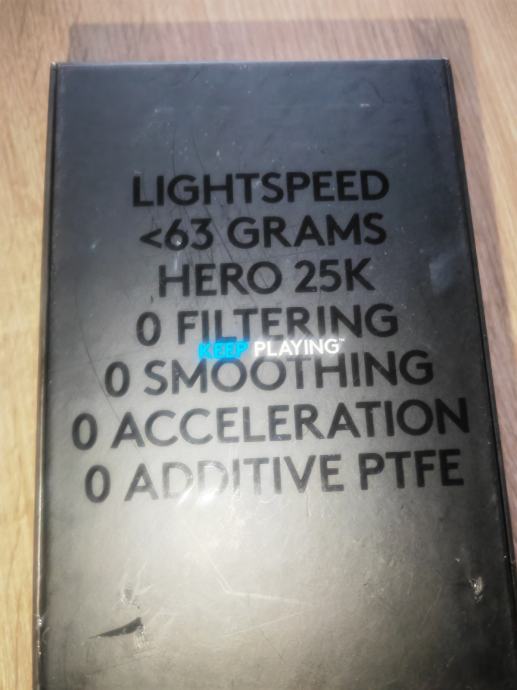 LIGHTSPEED
<63 GRAMS
HERO 25K
0 FILTERING
KEEP PLAYING™
0 SMOOTHING
0 ACCELERATION
0 ADDITIVE PTFE